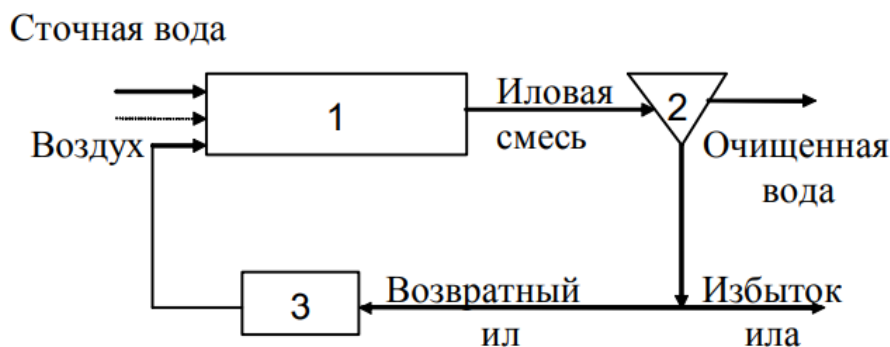 Сточная вода
1
Иловая
смесь
2
Воздух
Очищенная
вода
3
Возвратный
ил
Избыток
ила